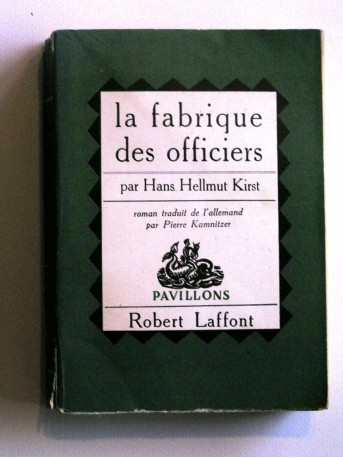 la fabrique
des officiers
par Hans Hellmut Kirst
roman traduit de l'allemand
par Pierre Kamnitzer
PAVILLONS
Robert Laffont